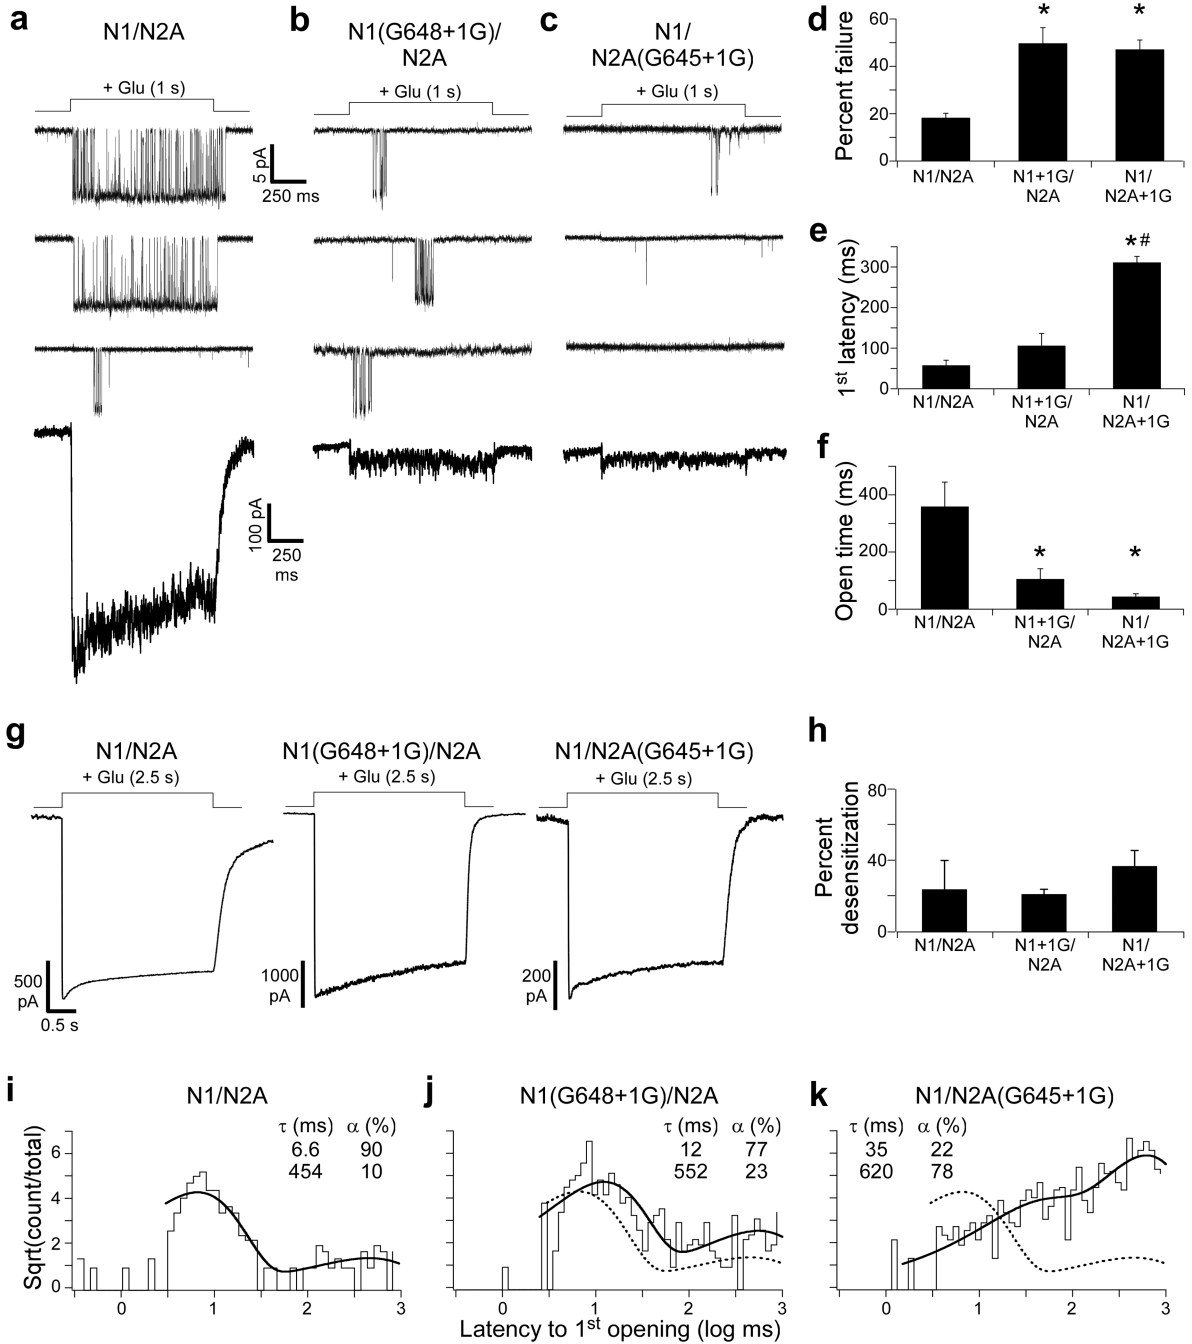 a
N1/N2A
+ Glu (1 s)
5 pA
250 ms
100 pA
250
ms
b
N1(G648+1G)/
N2A
+ Glu (1 s)
c
N1/
N2A(G645+1G)
+ Glu (1 s)
d
Percent failure
60
40
20
0
* *
N1/N2A N1+1G/ N1/
N2A N2A+1G
e
1st latency (ms)
300
200
100
0
*#
N1/N2A N1+1G/ N1/
N2A N2A+1G
f
Open time (ms)
400
200
0
* *
N1/N2A N1+1G/ N1/
N2A N2A+1G
g
N1/N2A
+ Glu (2.5 s)
500
pA
0.5 s
N1(G648+1G)/N2A
+ Glu (2.5 s)
1000
pA
N1/N2A(G645+1G)
+ Glu (2.5 s)
200
pA
h
Percent
desensitization
80
40
0
N1/N2A N1+1G/ N1/
N2A N2A+1G
i
N1/N2A
τ (ms) α (%)
6.6 90
454 10
Sqrt(count/total)
6
4
2
0
0 1 2 3
j
N1(G648+1G)/N2A
τ (ms) α (%)
12 77
552 23
0 1 2 3
k
N1/N2A(G645+1G)
τ (ms) α (%)
35 22
620 78
0 1 2 3
Latency to 1st opening (log ms)